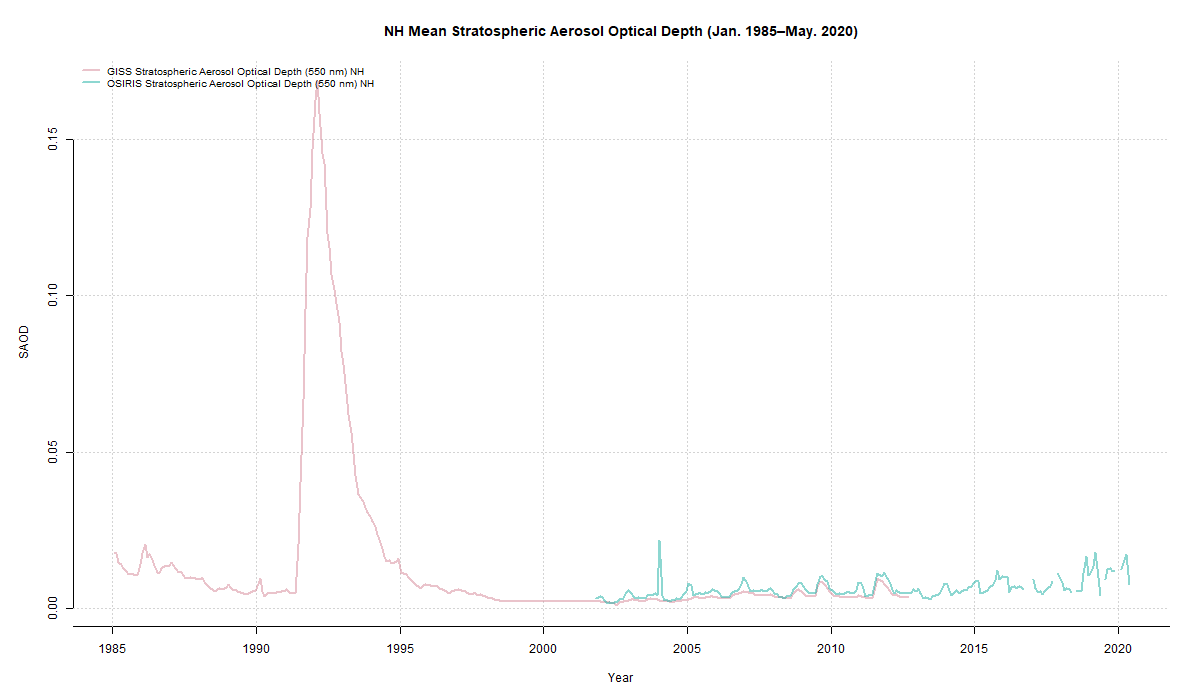 NH Mean Stratospheric Aerosol Optical Depth (Jan. 1985–May. 2020)
GISS Stratospheric Aerosol Optical Depth (550 nm) NH
OSIRIS Stratospheric Aerosol Optical Depth (550 nm) NH
0.15
0.10
0.05
0.00
SAOD
1985 1990 1995 2000 2005 2010 2015 2020
Year